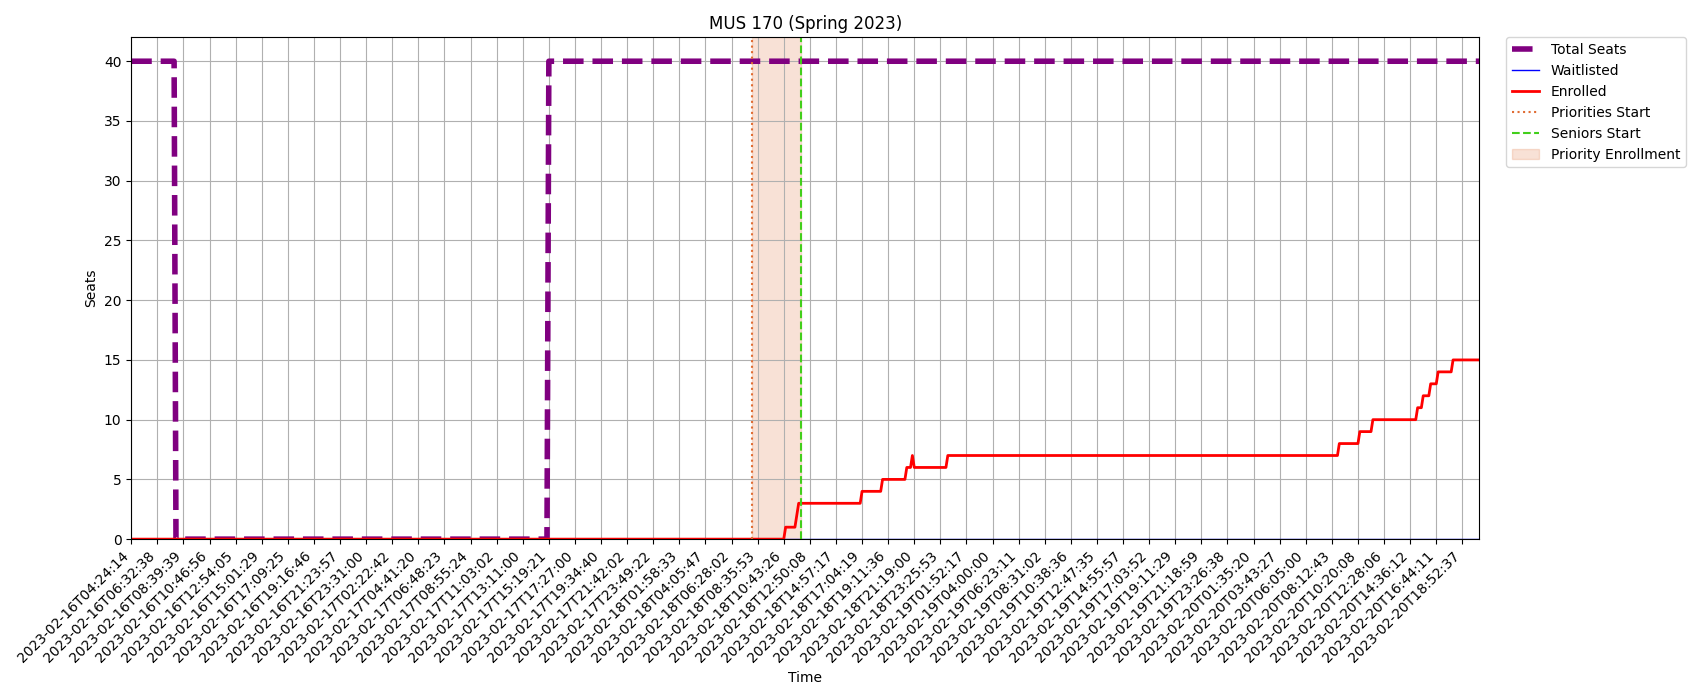 MUS 170 (Spring 2023)
Total Seats
Waitlisted
Enrolled
Priorities Start
Seniors Start
Priority Enrollment
Seats
40
35
30
25
20
15
10
5
0
2023-02-16T04:24:14
2023-02-16T06:32:38
2023-02-16T08:39:39
2023-02-16T10:46:56
2023-02-16T12:54:05
2023-02-16T15:01:29
2023-02-16T17:09:25
2023-02-16T19:16:46
2023-02-16T21:23:57
2023-02-16T23:31:00
2023-02-17T02:22:42
2023-02-17T04:41:20
2023-02-17T06:48:23
2023-02-17T08:55:24
2023-02-17T11:03:02
2023-02-17T13:11:00
2023-02-17T15:19:21
2023-02-17T17:27:00
2023-02-17T19:34:40
2023-02-17T21:42:02
2023-02-17T23:49:22
2023-02-18T01:58:33
2023-02-18T04:05:47
2023-02-18T06:28:02
2023-02-18T08:35:53
2023-02-18T10:43:26
2023-02-18T12:50:08
2023-02-18T14:57:17
2023-02-18T17:04:19
2023-02-18T19:11:36
2023-02-18T21:19:00
2023-02-18T23:25:53
2023-02-19T01:52:17
2023-02-19T04:00:00
2023-02-19T06:23:11
2023-02-19T08:31:02
2023-02-19T10:38:36
2023-02-19T12:47:35
2023-02-19T14:55:57
2023-02-19T17:03:52
2023-02-19T19:11:29
2023-02-19T21:18:59
2023-02-19T23:26:38
2023-02-20T01:35:20
2023-02-20T03:43:27
2023-02-20T06:05:00
2023-02-20T08:12:43
2023-02-20T10:20:08
2023-02-20T12:28:06
2023-02-20T14:36:12
2023-02-20T16:44:11
2023-02-20T18:52:37
Time